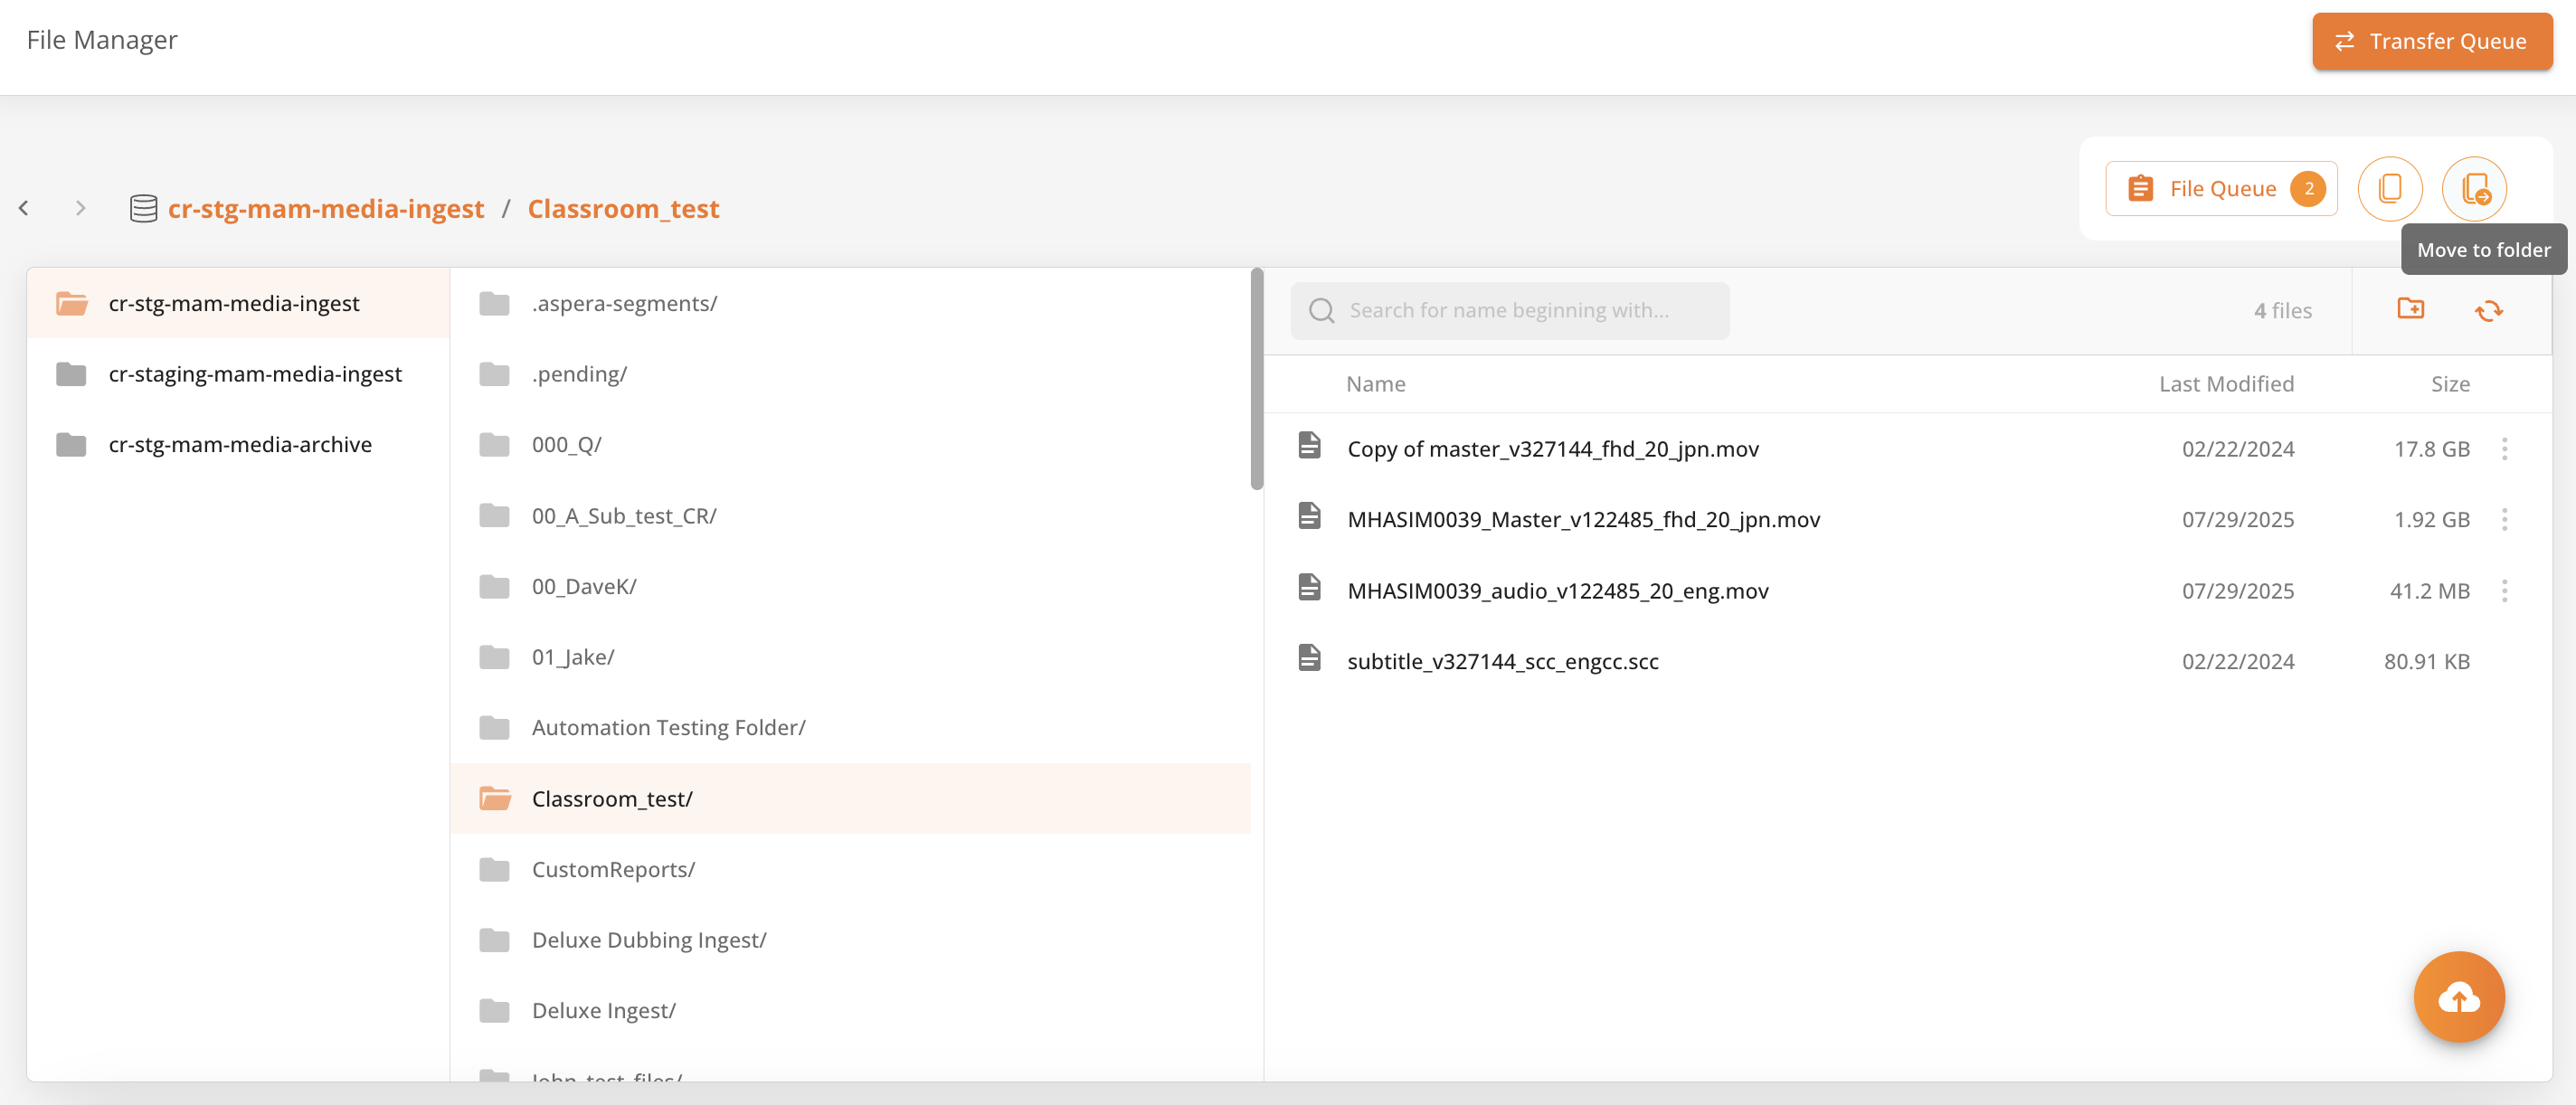 File Manager
Transfer Queue
cr-stg-mam-media-ingest / Classroom_test
File Queue 2
Move to folder
cr-stg-mam-media-ingest
cr-staging-mam-media-ingest
cr-stg-mam-media-archive
.aspera-segments/
.pending/
000_Q/
00_A_Sub_test_CR/
00_DaveK/
01_Jake/
Automation Testing Folder/
Classroom_test/
CustomReports/
Deluxe Dubbing Ingest/
Deluxe Ingest/
John_test_files/
Search for name beginning with...
4 files
Name Last Modified Size
Copy of master_v327144_fhd_20_jpn.mov 02/22/2024 17.8 GB
MHASIM0039_Master_v122485_fhd_20_jpn.mov 07/29/2025 1.92 GB
MHASIM0039_audio_v122485_20_eng.mov 07/29/2025 41.2 MB
subtitle_v327144_scc_engcc.scc 02/22/2024 80.91 KB